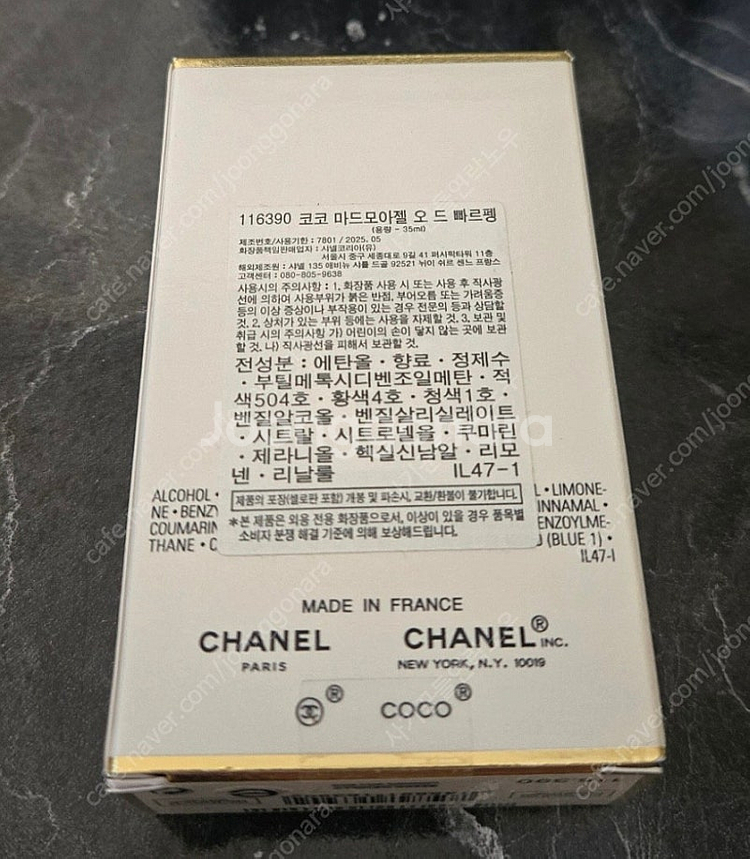 116390 코코 마드모아젤 오 드 빠르펭
(용량 - 35ml)
제조번호/사용기한 : 7801 / 2025. 05
화장품책임판매업자 : 샤넬코리아(유)
서울시 중구 세종대로 9길 41 퍼시픽타워 11층
해외제조원 : 샤넬 135 애비뉴 샤를 드골 92521 뉘이 쉬르 센느 프랑스
고객센터 : 080-805-9638
사용시의 주의사항 : 1. 화장품 사용 시 또는 사용 후 직사광
선에 의하여 사용부위가 붉은 반점, 부어오름 또는 가려움증
등의 이상 증상이나 부작용이 있는 경우 전문의 등과 상담할
것. 2. 상처가 있는 부위 등에는 사용을 자제할 것. 3. 보관 및
취급 시의 주의사항 가) 어린이의 손이 닿지 않는 곳에 보관
할 것. 나) 직사광선을 피해서 보관할 것.
전성분 : 에탄올 · 향료 · 정제수
· 부틸메톡시디벤조일메탄 · 적
색504호 · 황색4호 · 청색1호 ·
벤질알코올 · 벤질살리실레이트
· 시트랄 · 시트로넬올 · 쿠마린
· 제라니올 · 헥실신남알 · 리모
넨 · 리날룰 IL47-1
제품의 포장(셀로판 포함) 개봉 및 파손시, 교환/환불이 불가합니다.
*본 제품은 외용 전용 화장품으로서, 이상이 있을 경우 품목별
소비자 분쟁 해결 기준에 의해 보상해드립니다.
ALCOHOL • L • LIMONE-
NE • BENZY INNAMAL •
COUMARIN ENZOYLME-
THANE • C (BLUE 1) •
IL47-I
MADE IN FRANCE
CHANEL CHANEL® INC.
PARIS NEW YORK, N.Y. 10019
® COCO®
cafe.naver.com/joonggonara